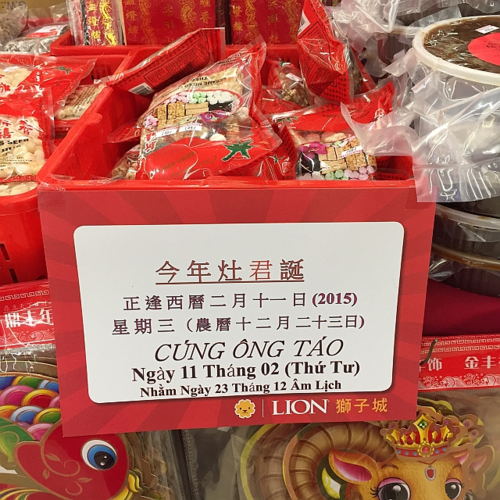 今年灶君誕
正逢西曆二月十一日(2015)
星期三（農曆十二月二十三日）
CÚNG ÔNG TÁO
Ngày 11 Tháng 02 (Thứ Tư)
Nhằm Ngày 23 Tháng 12 Âm Lịch
LION 獅子城